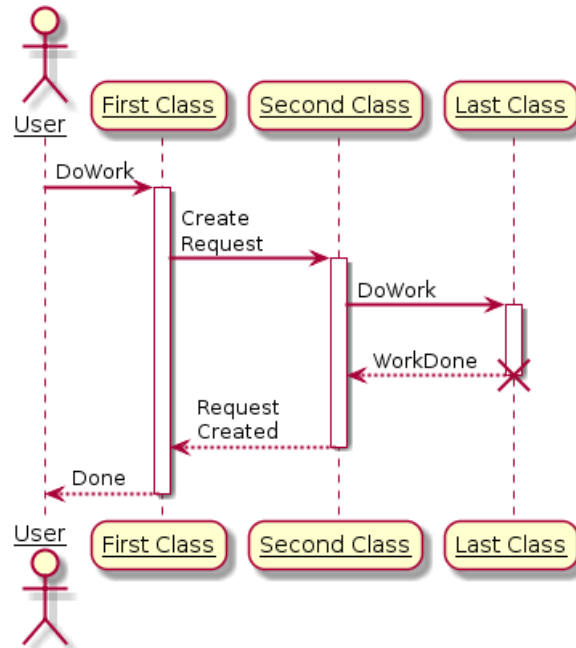 User
First Class
Second Class
Last Class
DoWork
Create
Request
DoWork
WorkDone
Request
Created
Done
User
First Class
Second Class
Last Class